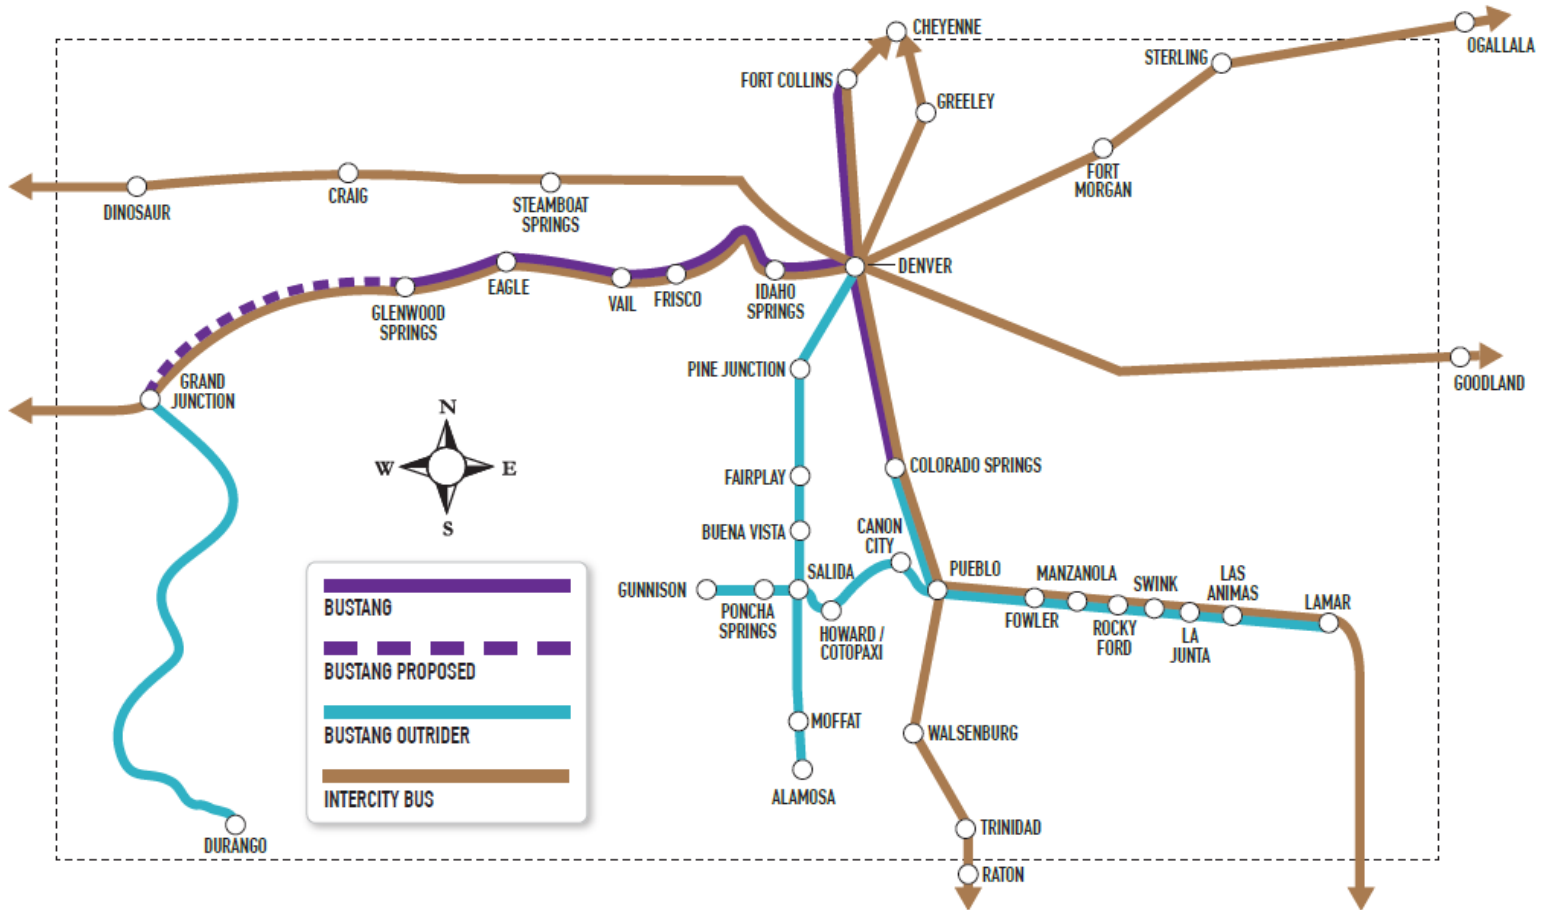 CHEYENNE
OGALLALA
STERLING
FORT COLLINS
GREELEY
FORT
MORGAN
DINOSAUR
CRAIG
STEAMBOAT
SPRINGS
DENVER
EAGLE
VAIL
FRISCO
IDAHO
SPRINGS
GLENWOOD
SPRINGS
GRAND
JUNCTION
PINE JUNCTION
GOODLAND
N
W
E
S
COLORADO SPRINGS
FAIRPLAY
BUENA VISTA
CANON
CITY
GUNNISON
PONCHA
SPRINGS
SALIDA
HOWARD /
COTOPAXI
PUEBLO
MANZANOLA
SWINK
LAS
ANIMAS
LAMAR
FOWLER
ROCKY
FORD
LA
JUNTA
BUSTANG
BUSTANG PROPOSED
BUSTANG OUTRIDER
INTERCITY BUS
MOFFAT
ALAMOSA
WALSENBURG
TRINIDAD
RATON
DURANGO